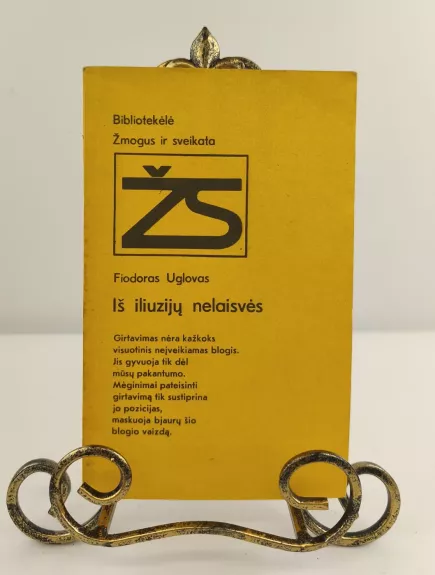 Bibliotekėlė
Žmogus ir sveikata
ŽS
Fiodoras Uglovas
Iš iliuzijų nelaisvės
Girtavimas nėra kažkoks
visuotinis neįveikiamas blogis.
Jis gyvuoja tik dėl
mūsų pakantumo.
Mėginimai pateisinti
girtavimą tik sustiprina
jo pozicijas,
maskuoja bjaurų šio
blogio vaizdą.